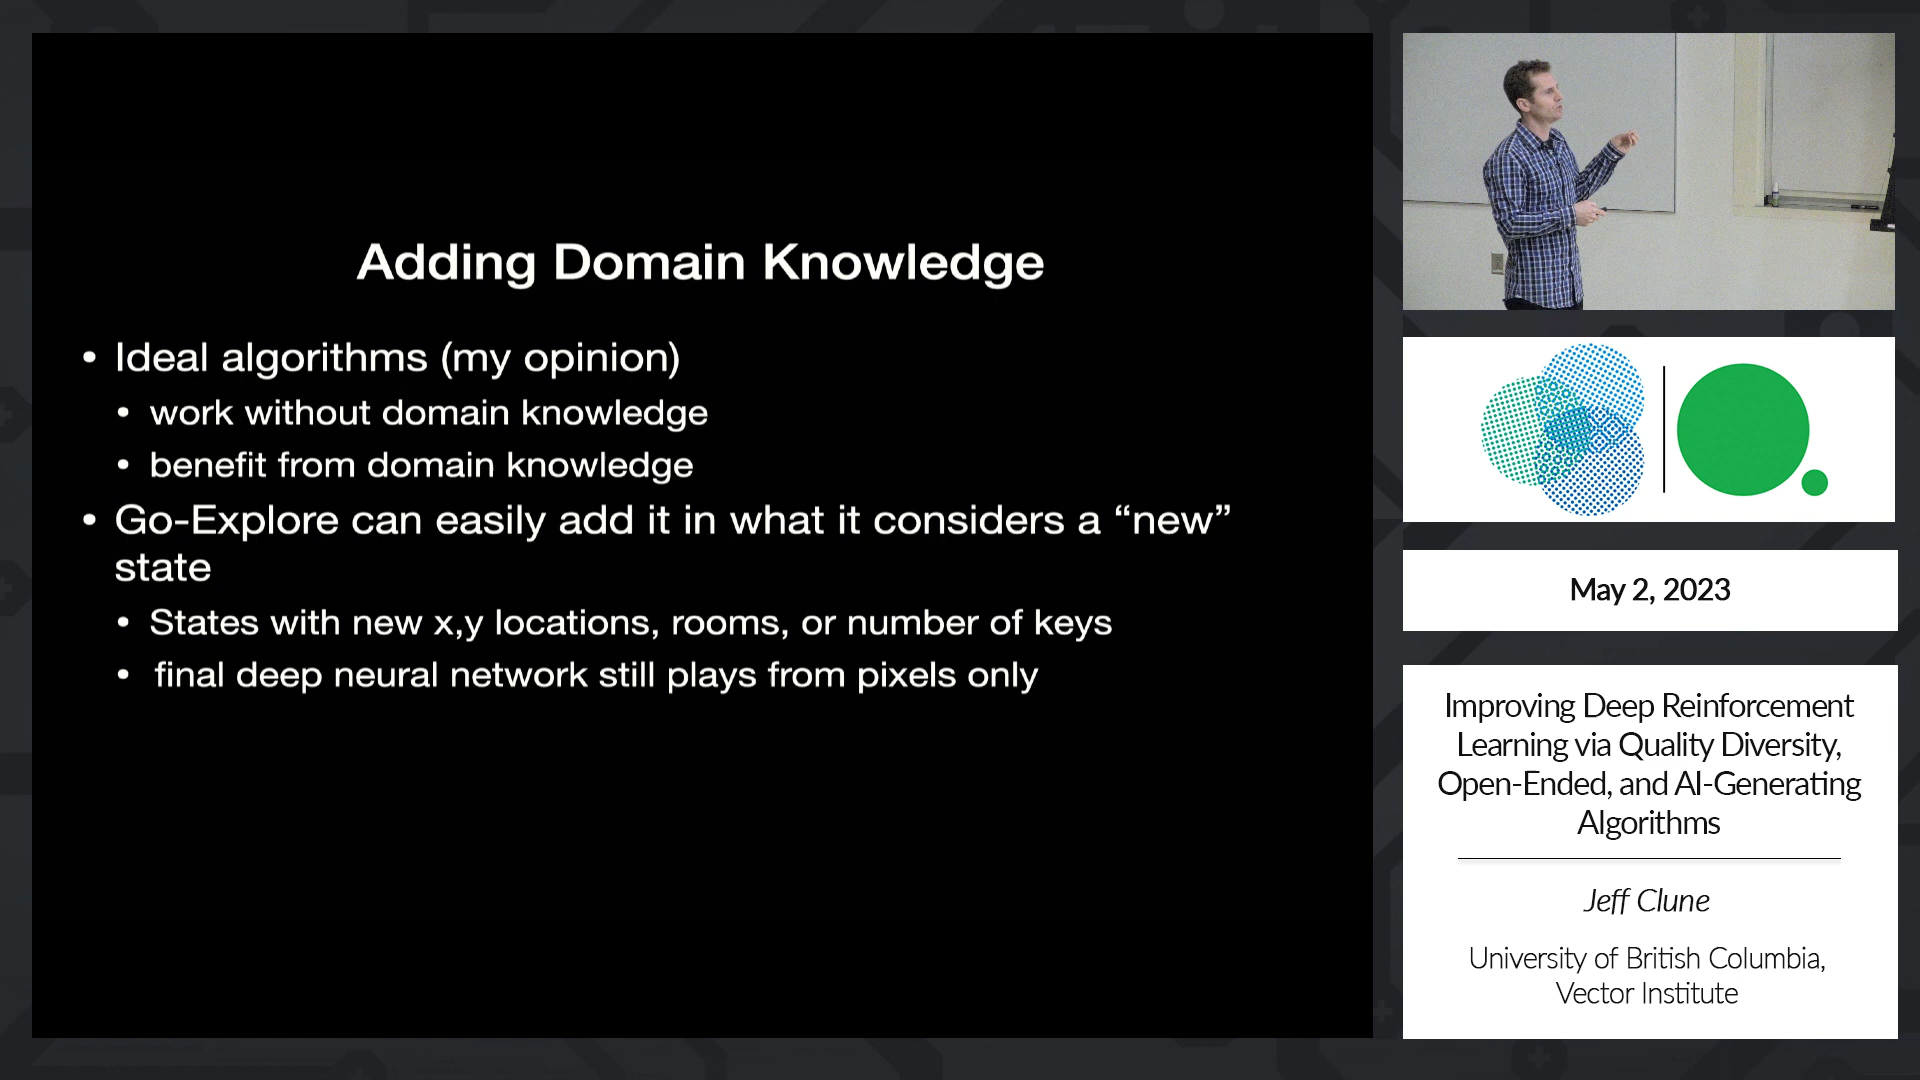 Adding Domain Knowledge
• Ideal algorithms (my opinion)
• work without domain knowledge
• benefit from domain knowledge
• Go-Explore can easily add it in what it considers a “new”
state
• States with new x,y locations, rooms, or number of keys
• final deep neural network still plays from pixels only
May 2, 2023
Improving Deep Reinforcement
Learning via Quality Diversity,
Open-Ended, and AI-Generating
Algorithms
Jeff Clune
University of British Columbia,
Vector Institute